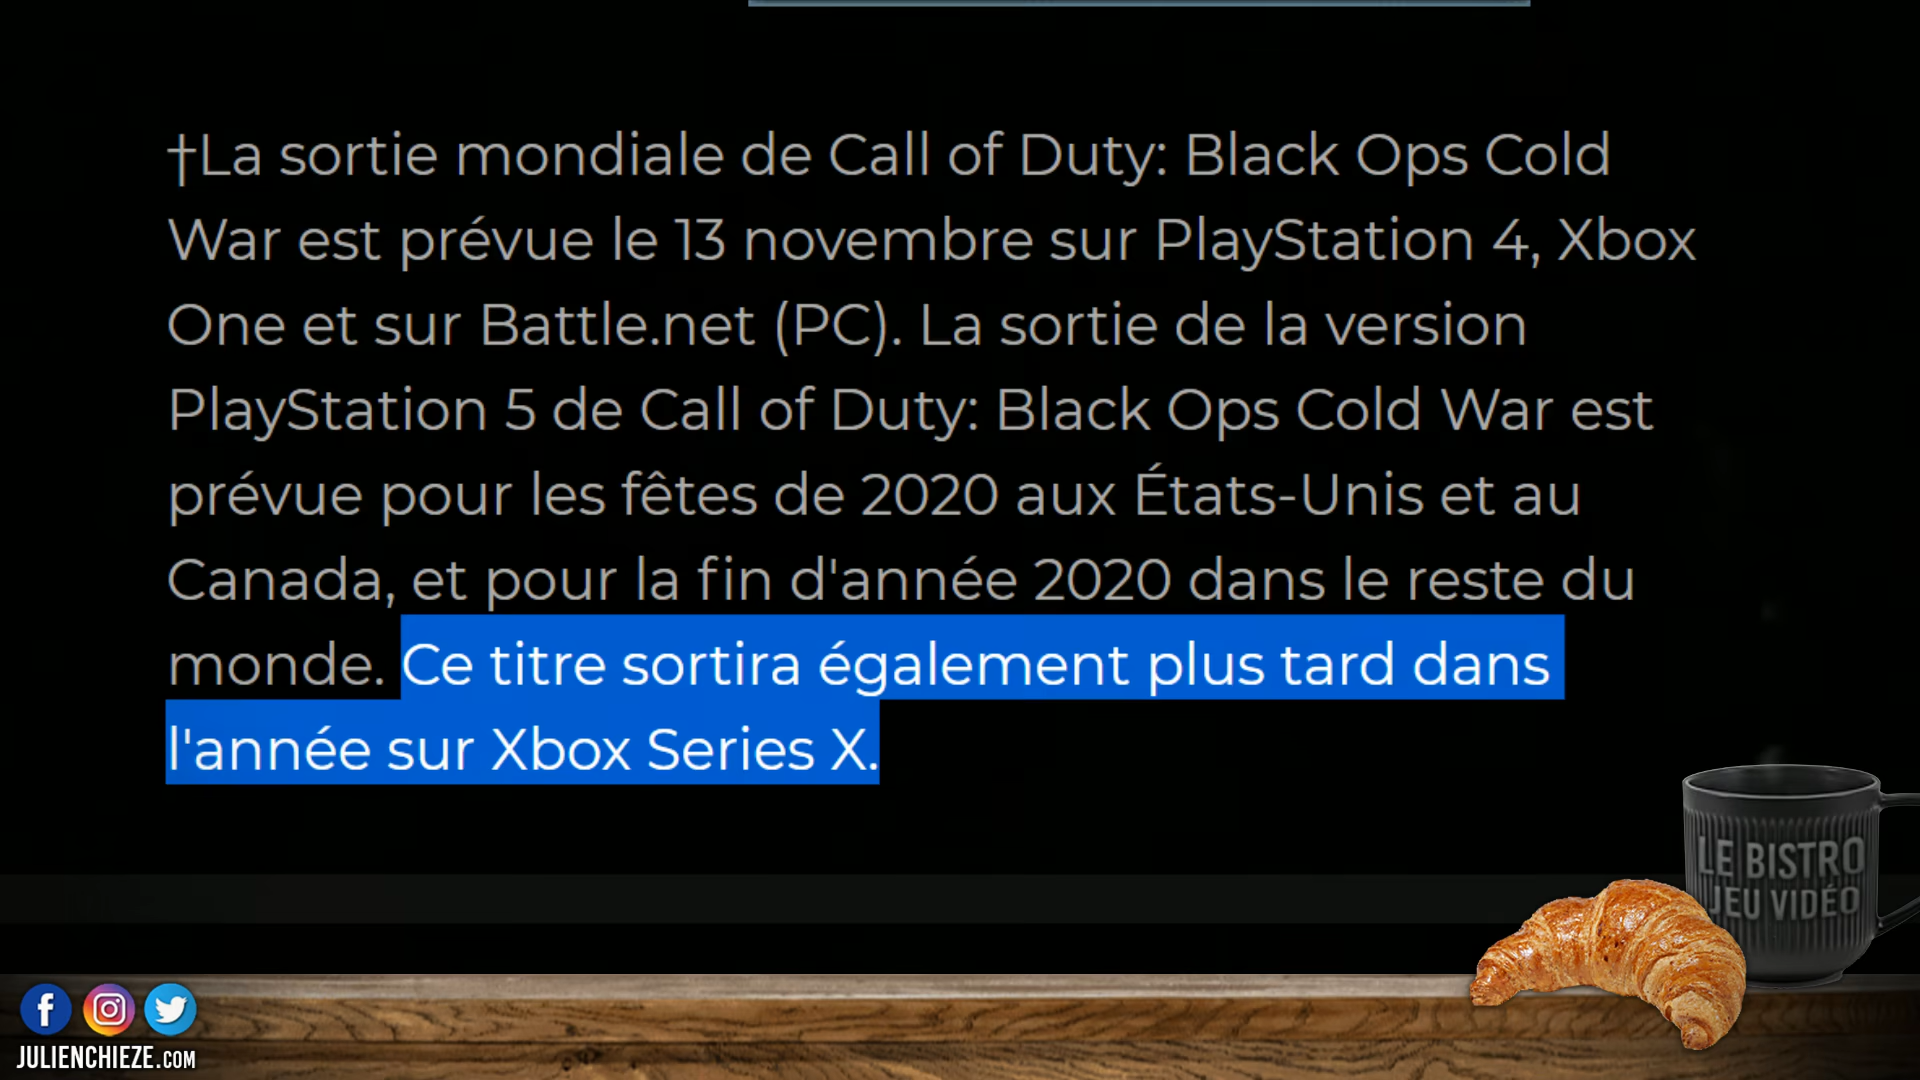 †La sortie mondiale de Call of Duty: Black Ops Cold
War est prévue le 13 novembre sur PlayStation 4, Xbox
One et sur Battle.net (PC). La sortie de la version
PlayStation 5 de Call of Duty: Black Ops Cold War est
prévue pour les fêtes de 2020 aux États-Unis et au
Canada, et pour la fin d'année 2020 dans le reste du
monde. Ce titre sortira également plus tard dans
l'année sur Xbox Series X.
LE BISTRO
JEU VIDÉO
JULIENCHIEZE.COM